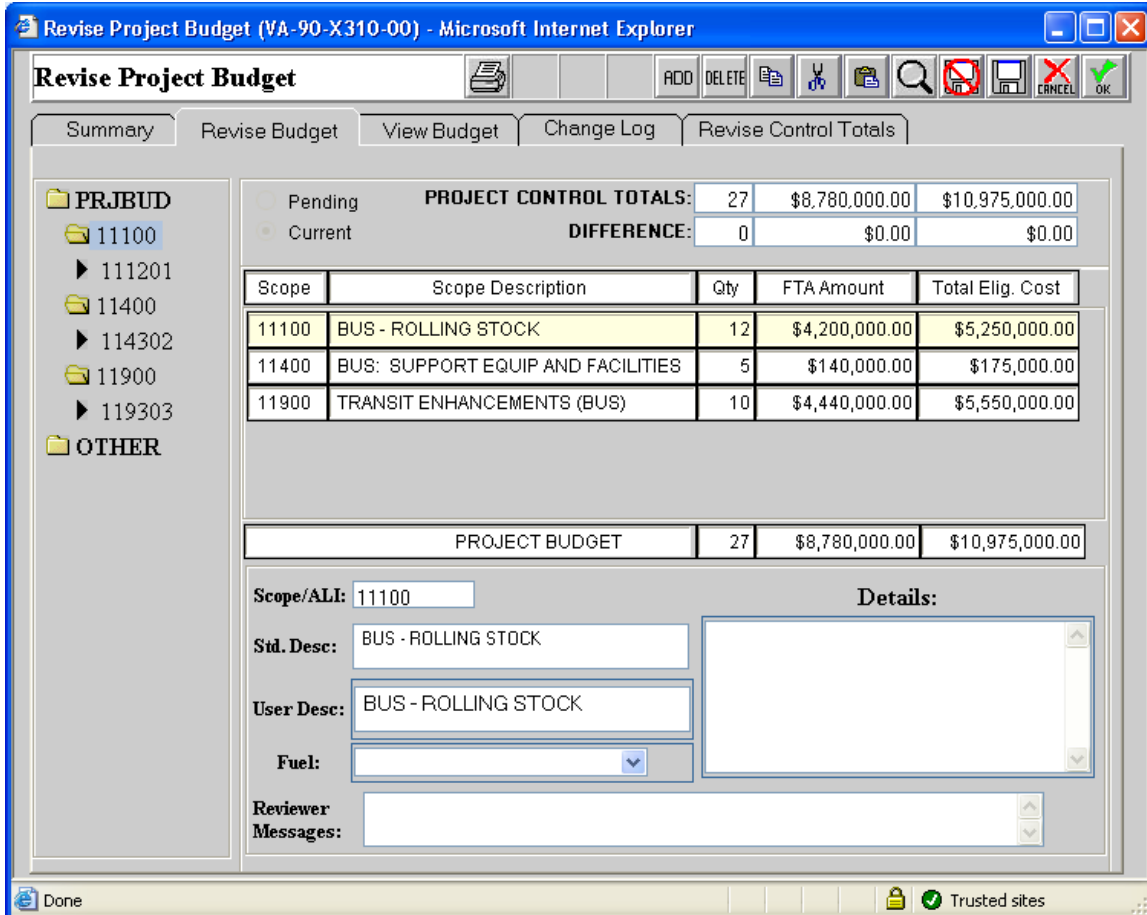 Revise Project Budget (VA-90-X310-00) - Microsoft Internet Explorer
Revise Project Budget ADD DELETE CANCEL OK
Summary Revise Budget View Budget Change Log Revise Control Totals
PRJBUD
11100
111201
11400
114302
11900
119303
OTHER
Pending PROJECT CONTROL TOTALS: 27 $8,780,000.00 $10,975,000.00
Current DIFFERENCE: 0 $0.00 $0.00
Scope Scope Description Qty FTA Amount Total Elig. Cost
11100 BUS - ROLLING STOCK 12 $4,200,000.00 $5,250,000.00
11400 BUS: SUPPORT EQUIP AND FACILITIES 5 $140,000.00 $175,000.00
11900 TRANSIT ENHANCEMENTS (BUS) 10 $4,440,000.00 $5,550,000.00
PROJECT BUDGET 27 $8,780,000.00 $10,975,000.00
Scope/ALI: 11100
Details:
Std. Desc: BUS - ROLLING STOCK
User Desc: BUS - ROLLING STOCK
Fuel:
Reviewer
Messages:
Done Trusted sites